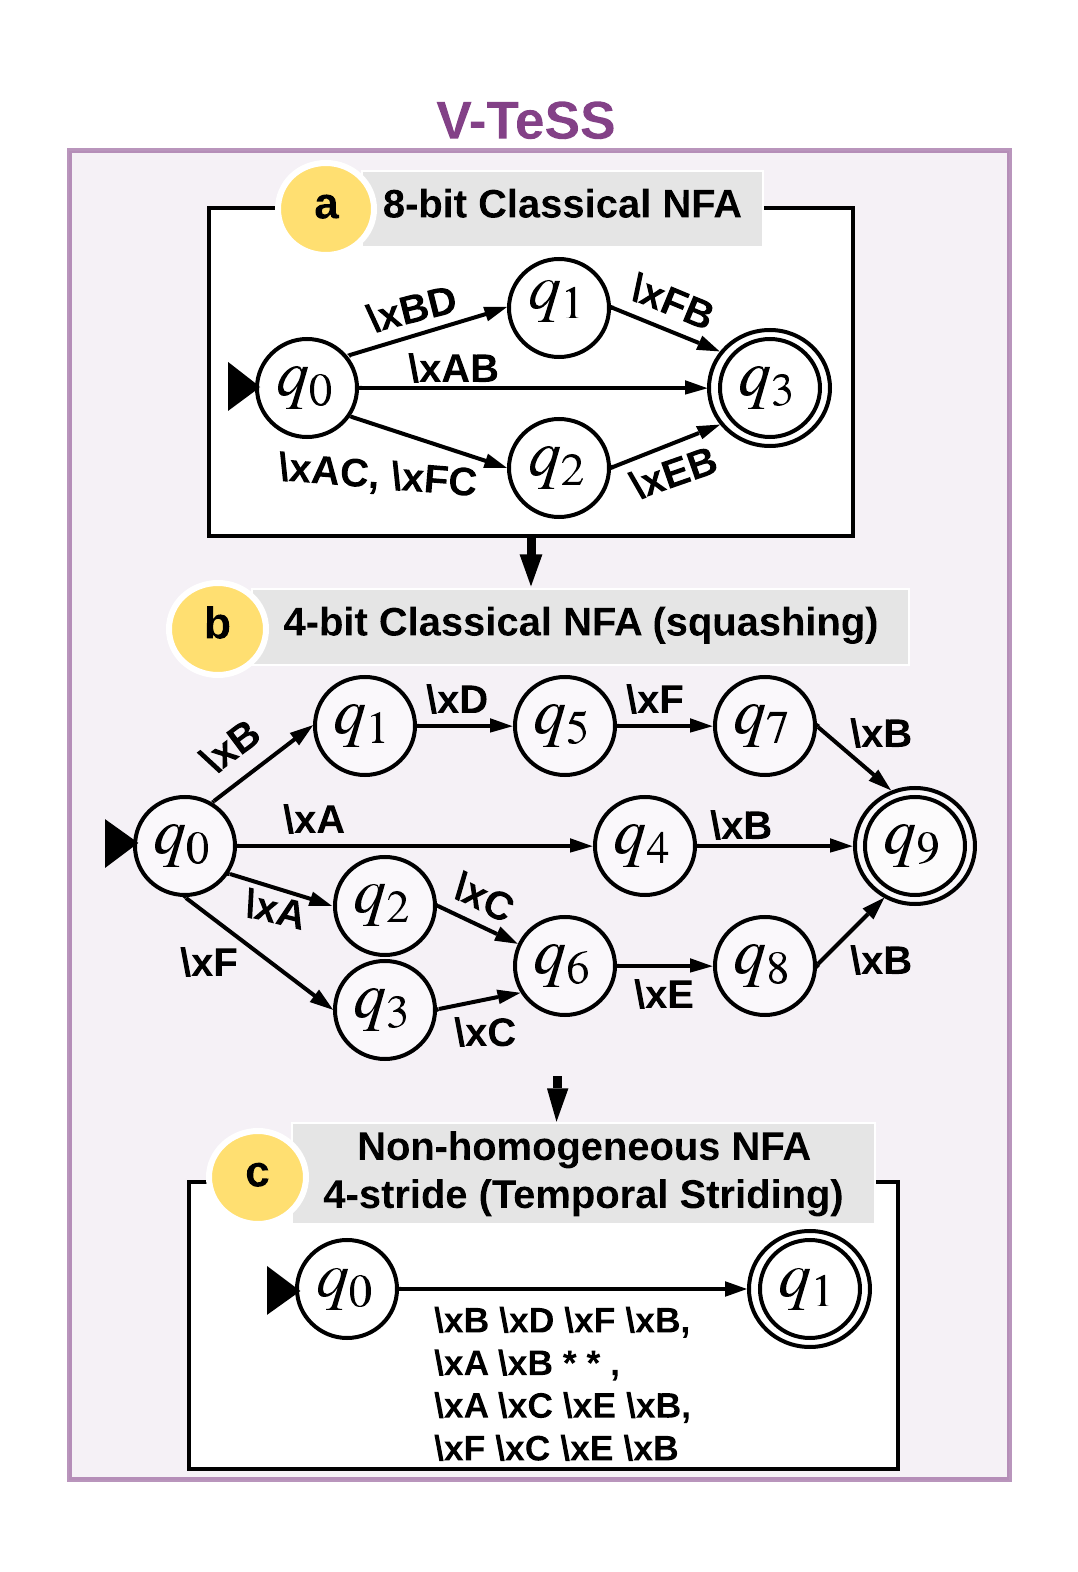 V-TeSS
a 8-bit Classical NFA
\xBD
q1
\xFB
q0
\xAB
q3
\xAC, \xFC
q2
\xEB
b 4-bit Classical NFA (squashing)
\xB
q1
\xD
q5
\xF
q7
\xB
q0
\xA
q4
\xB
q9
\xA
q2
\xC
\xF
q3
\xC
q6
\xE
q8
\xB
c
Non-homogeneous NFA
4-stride (Temporal Striding)
q0
q1
\xB \xD \xF \xB,
\xA \xB * * ,
\xA \xC \xE \xB,
\xF \xC \xE \xB